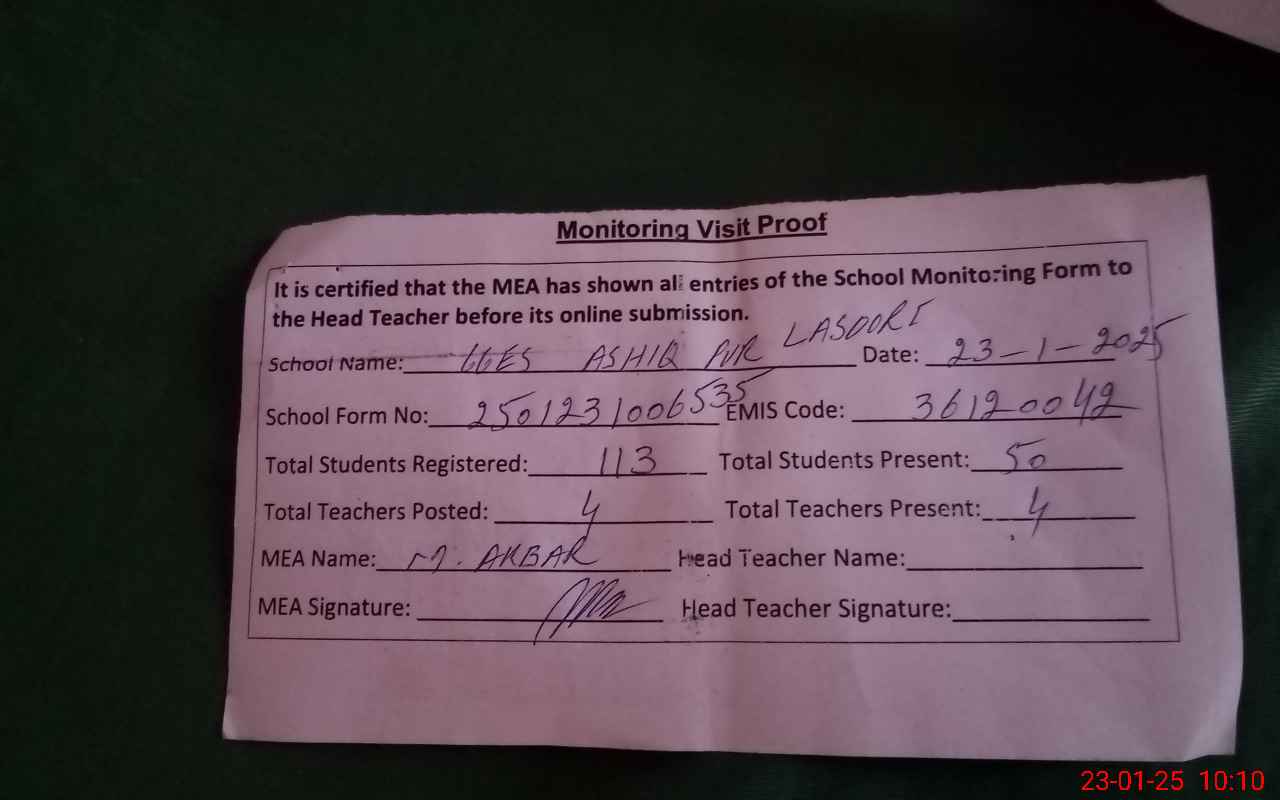 Monitoring Visit Proof
It is certified that the MEA has shown all entries of the School Monitoring Form to
the Head Teacher before its online submission.
School Name: GGES ASHIQ PUR LASOORI Date: 23-1-2025
School Form No: 2501231006535 EMIS Code: 36120042
Total Students Registered: 113 Total Students Present: 50
Total Teachers Posted: 4 Total Teachers Present: 4
MEA Name: M. AKBAR Head Teacher Name:
MEA Signature: Head Teacher Signature:
23-01-25 10:10